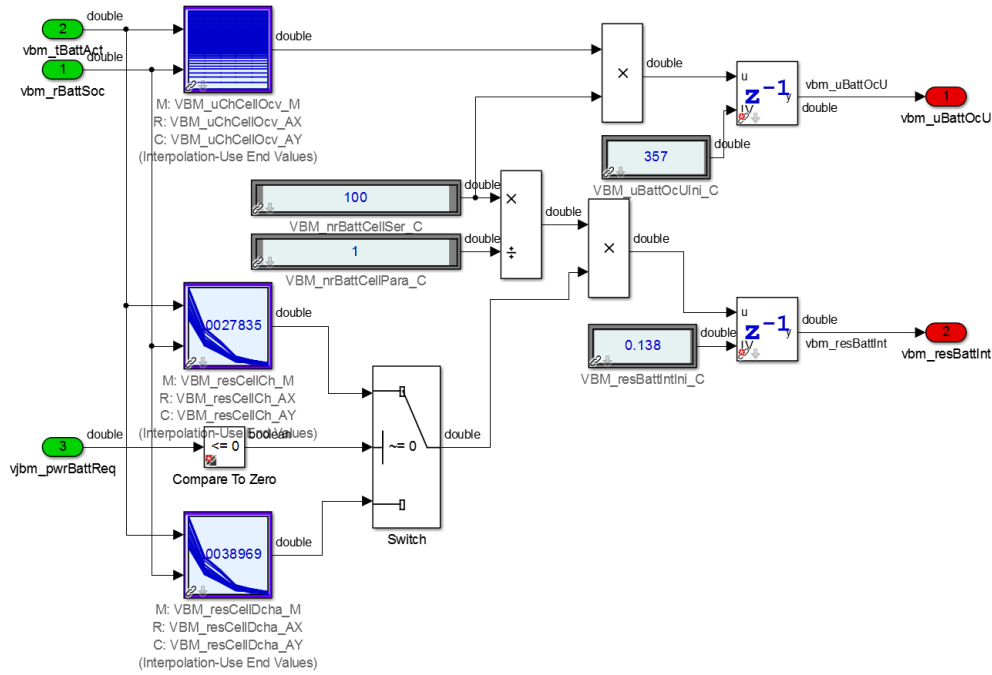 double
2
vbm_tBattAct
double
1
vbm_rBattSoc
double
M: VBM_uChCellOcv_M
R: VBM_uChCellOcv_AX
C: VBM_uChCellOcv_AY
(Interpolation-Use End Values)
×
double
u
z-1
y
IV
vbm_uBattOcU
double
1
vbm_uBattOcU
357
double
VBM_uBattOcUIni_C
100
double
VBM_nrBattCellSer_C
1
double
VBM_nrBattCellPara_C
×
÷
double
×
double
0027835
double
M: VBM_resCellCh_M
R: VBM_resCellCh_AX
C: VBM_resCellCh_AY
(Interpolation-Use End Values)
0.138
double
VBM_resBattIntIni_C
u
z-1
y
IV
double
vbm_resBattInt
2
vbm_resBattInt
3
double
vjbm_pwrBattReq
<= 0
boolean
Compare To Zero
~= 0
double
Switch
0038969
double
M: VBM_resCellDcha_M
R: VBM_resCellDcha_AX
C: VBM_resCellDcha_AY
(Interpolation-Use End Values)